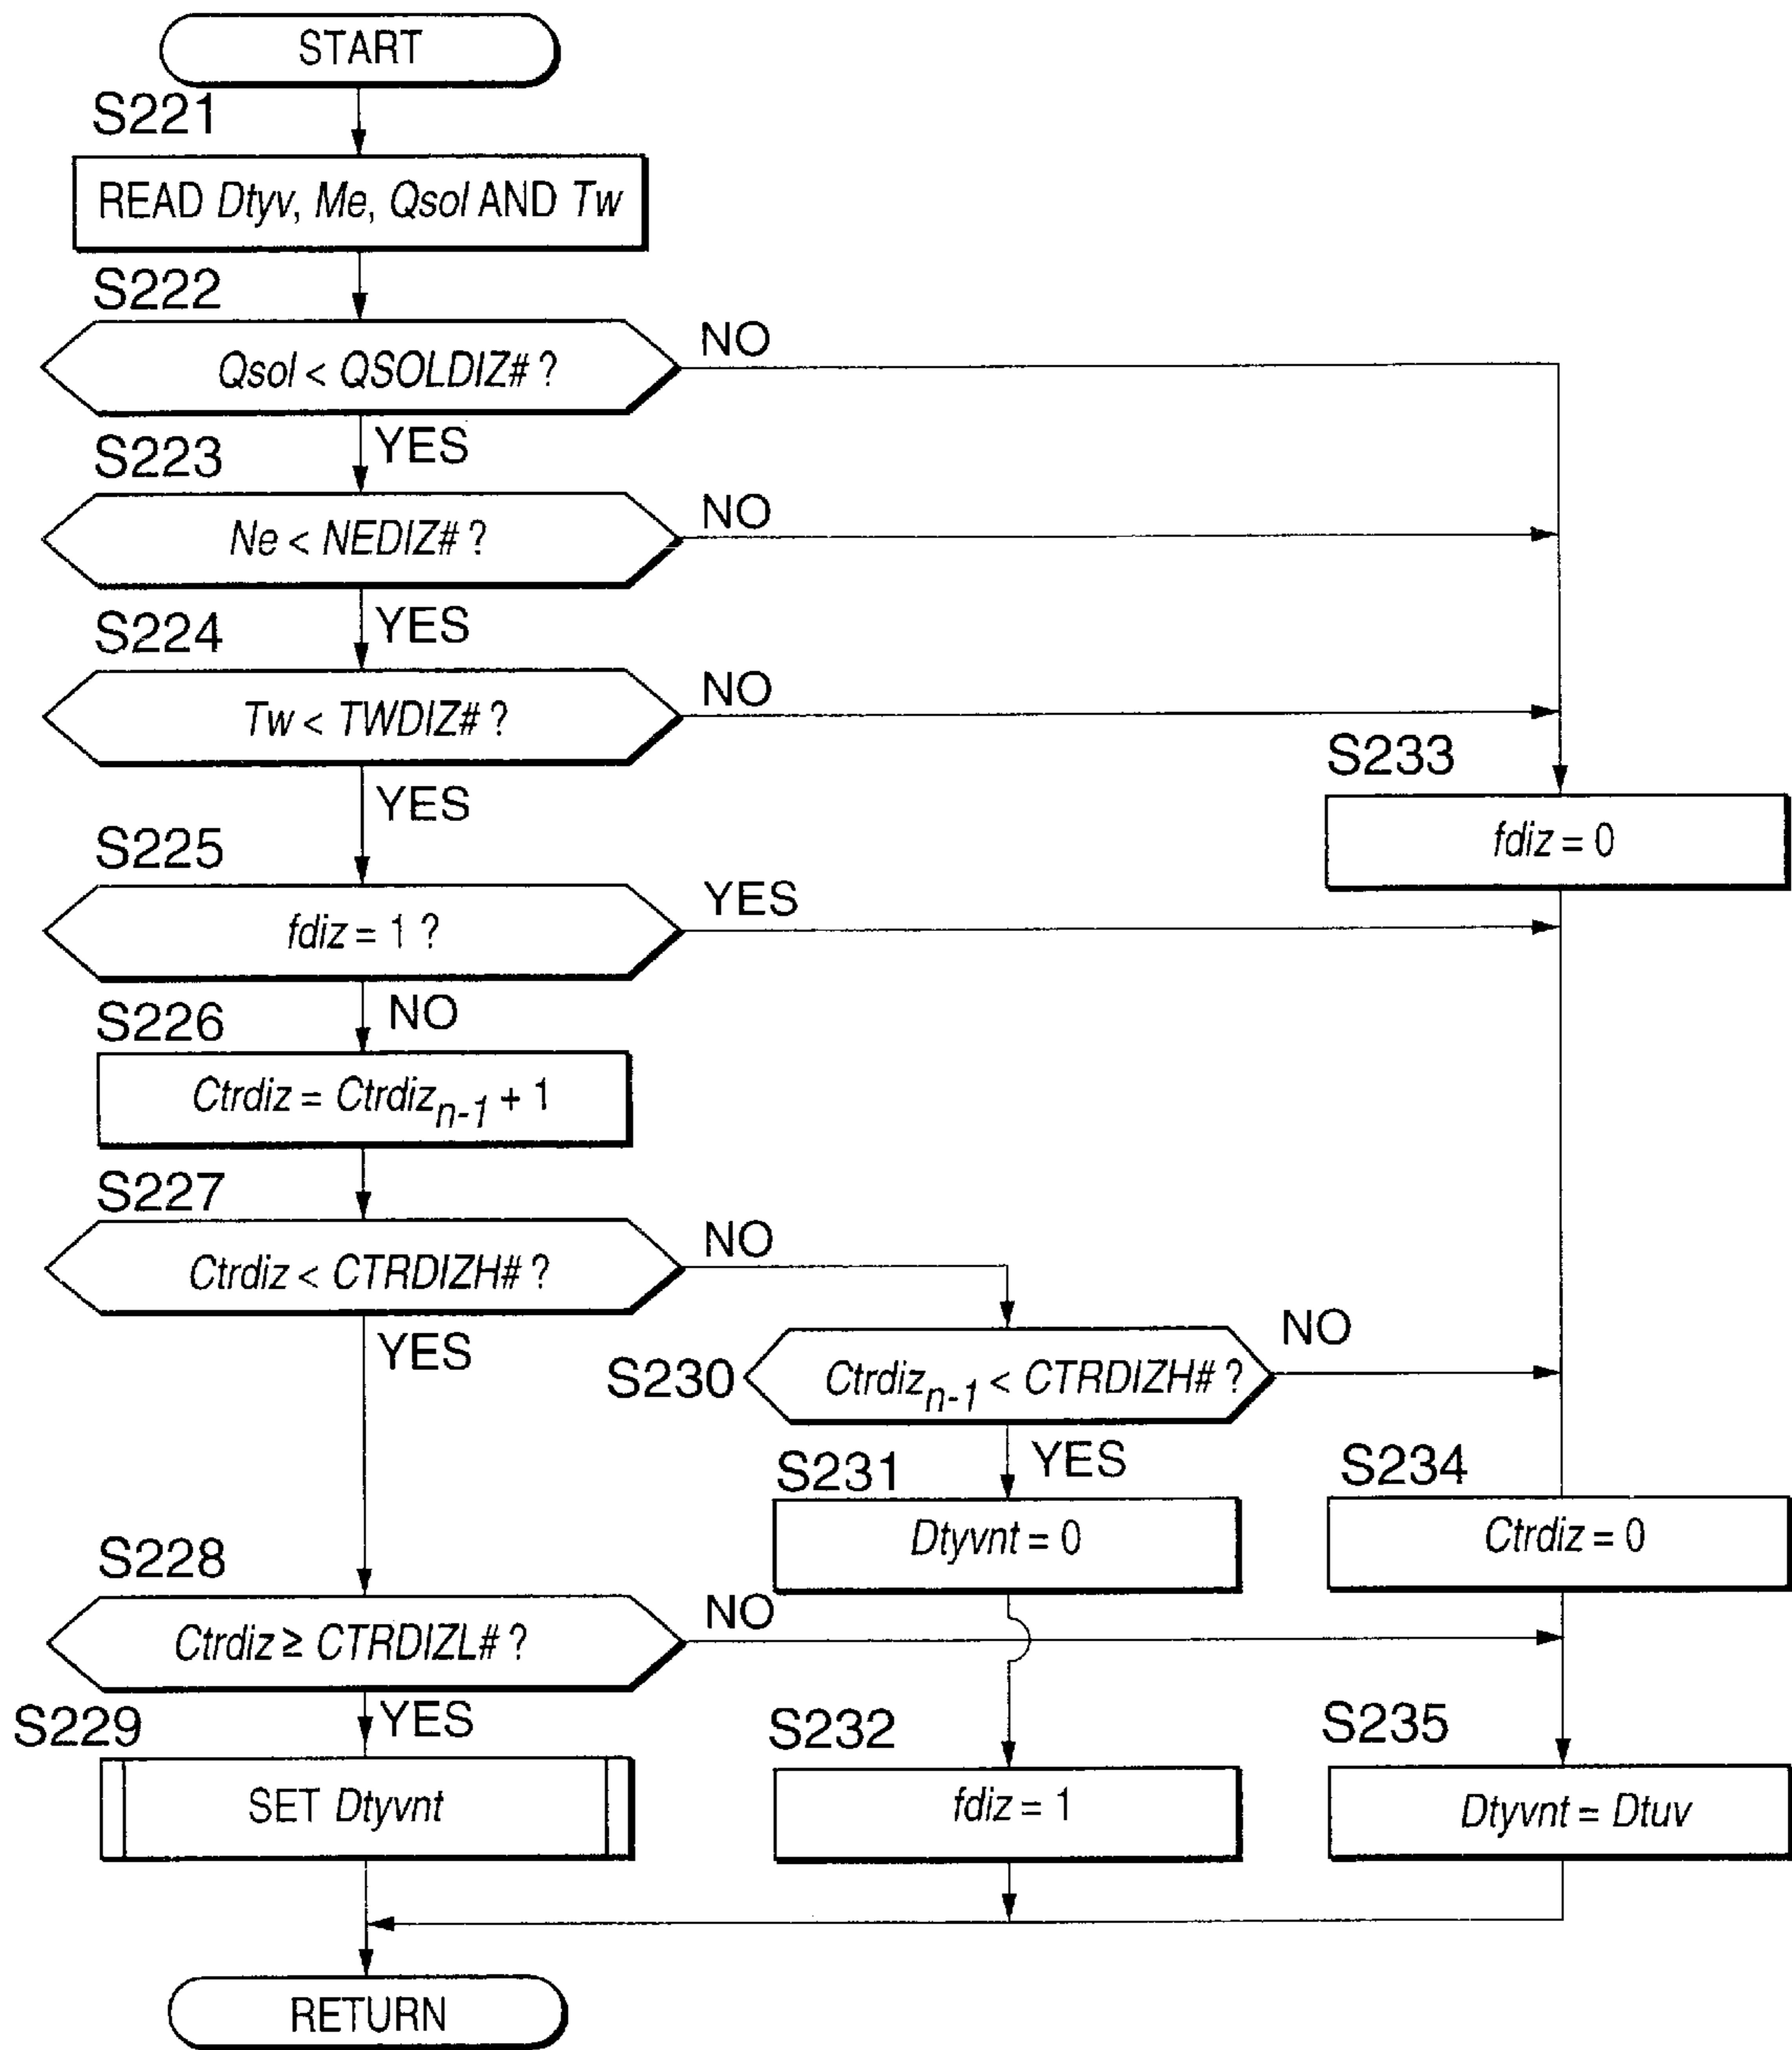 START
S221
READ Dtyv, Me, Qsol AND Tw
S222
Qsol < QSOLDIZ# ?
NO
YES
S223
Ne < NEDIZ# ?
NO
YES
S224
Tw < TWDIZ# ?
NO
YES
S233
fdiz = 0
S225
fdiz = 1 ?
YES
NO
S226
Ctrdiz = Ctrdizn-1 + 1
S227
Ctrdiz < CTRDIZH# ?
NO
YES
S230
Ctrdizn-1 < CTRDIZH# ?
NO
YES
S231
Dtyvnt = 0
S234
Ctrdiz = 0
S228
Ctrdiz ≥ CTRDIZL# ?
NO
YES
S229
SET Dtyvnt
S232
fdiz = 1
S235
Dtyvnt = Dtuv
RETURN